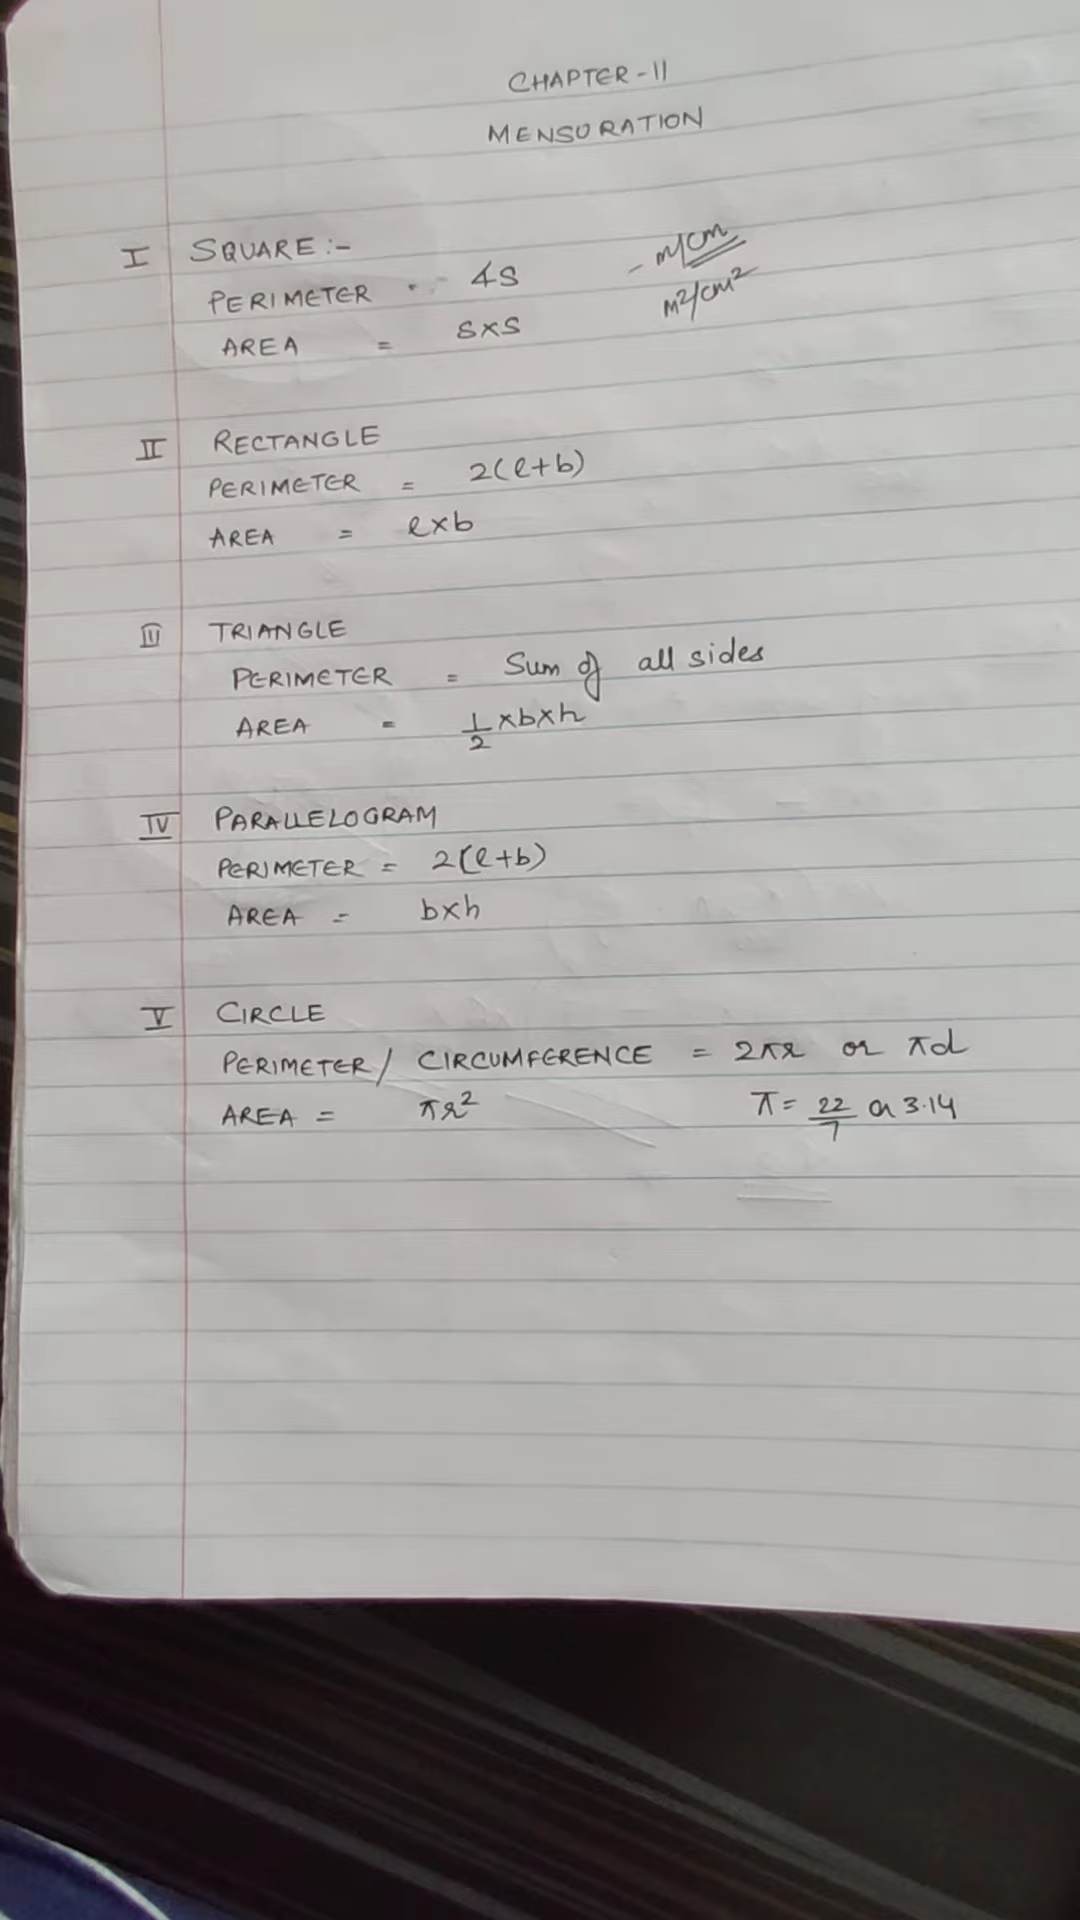 CHAPTER - 11
MENSURATION
I SQUARE :-
PERIMETER - 4S - m/cm
AREA = S×S m²/cm²
II RECTANGLE
PERIMETER = 2(l+b)
AREA = l×b
III TRIANGLE
PERIMETER = Sum of all sides
AREA = 1/2 ×b×h
IV PARALLELOGRAM
PERIMETER = 2(l+b)
AREA = b×h
V CIRCLE
PERIMETER/ CIRCUMFERENCE = 2πr or πd
AREA = πr² π = 22/7 or 3.14